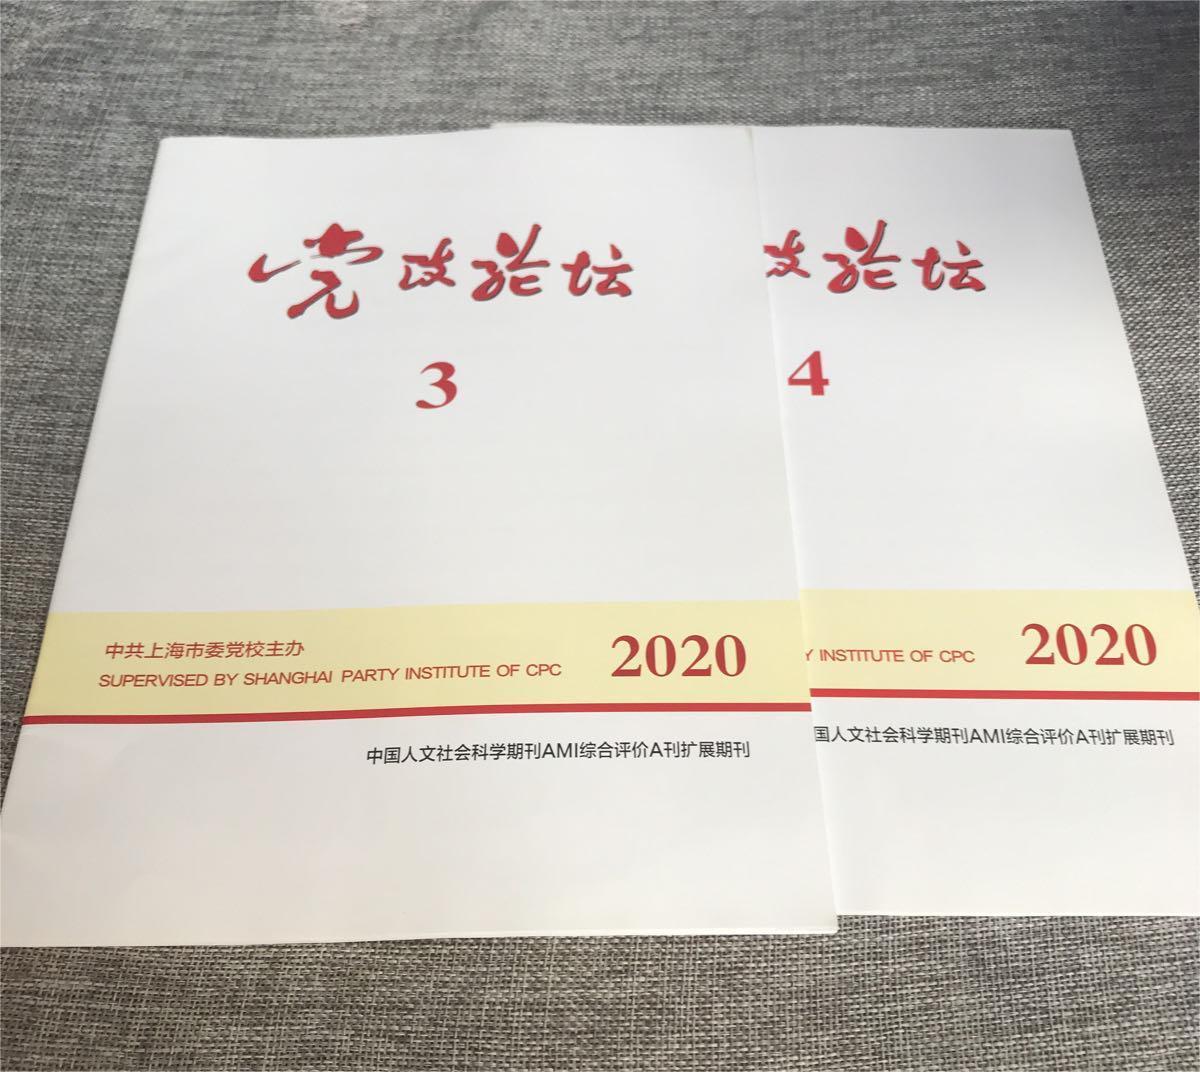 党政论坛
3
中共上海市委党校主办
SUPERVISED BY SHANGHAI PARTY INSTITUTE OF CPC
2020
中国人文社会科学期刊AMI综合评价A刊扩展期刊
政论坛
4
Y INSTITUTE OF CPC
2020
国人文社会科学期刊AMI综合评价A刊扩展期刊